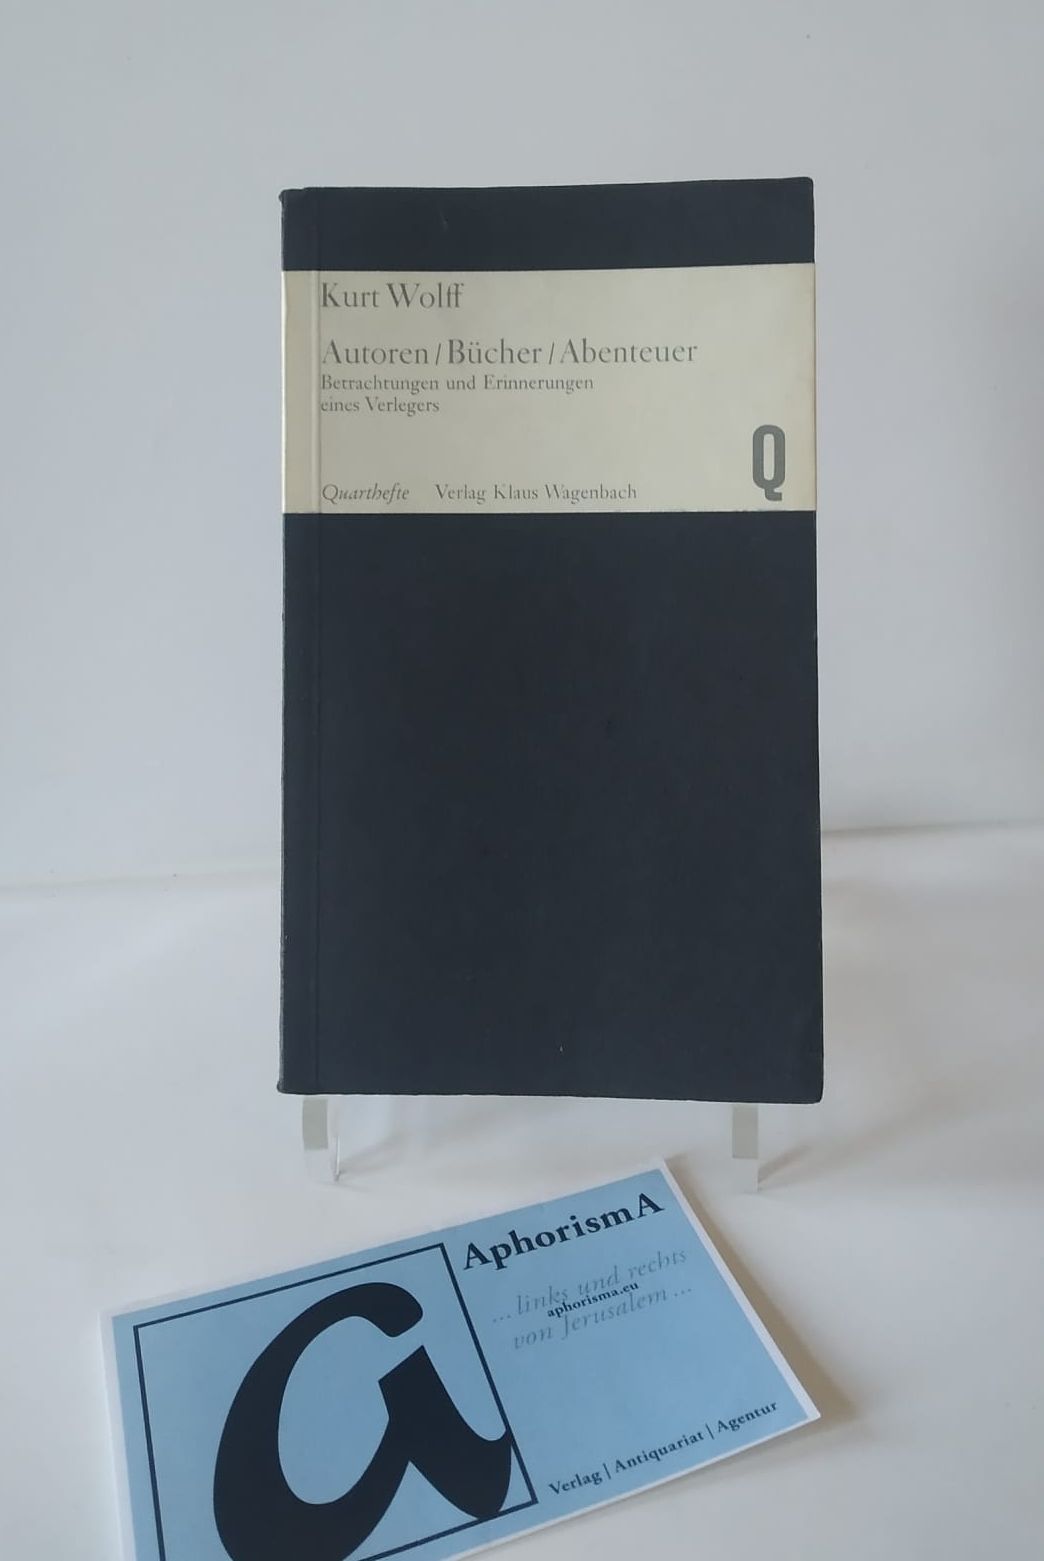 Kurt Wolff
Autoren / Bücher / Abenteuer
Betrachtungen und Erinnerungen
eines Verlegers
Q
Quarthefte Verlag Klaus Wagenbach
AphorismA
... links und rechts
aphorisma.eu
von Jerusalem ...
a
Verlag | Antiquariat | Agentur